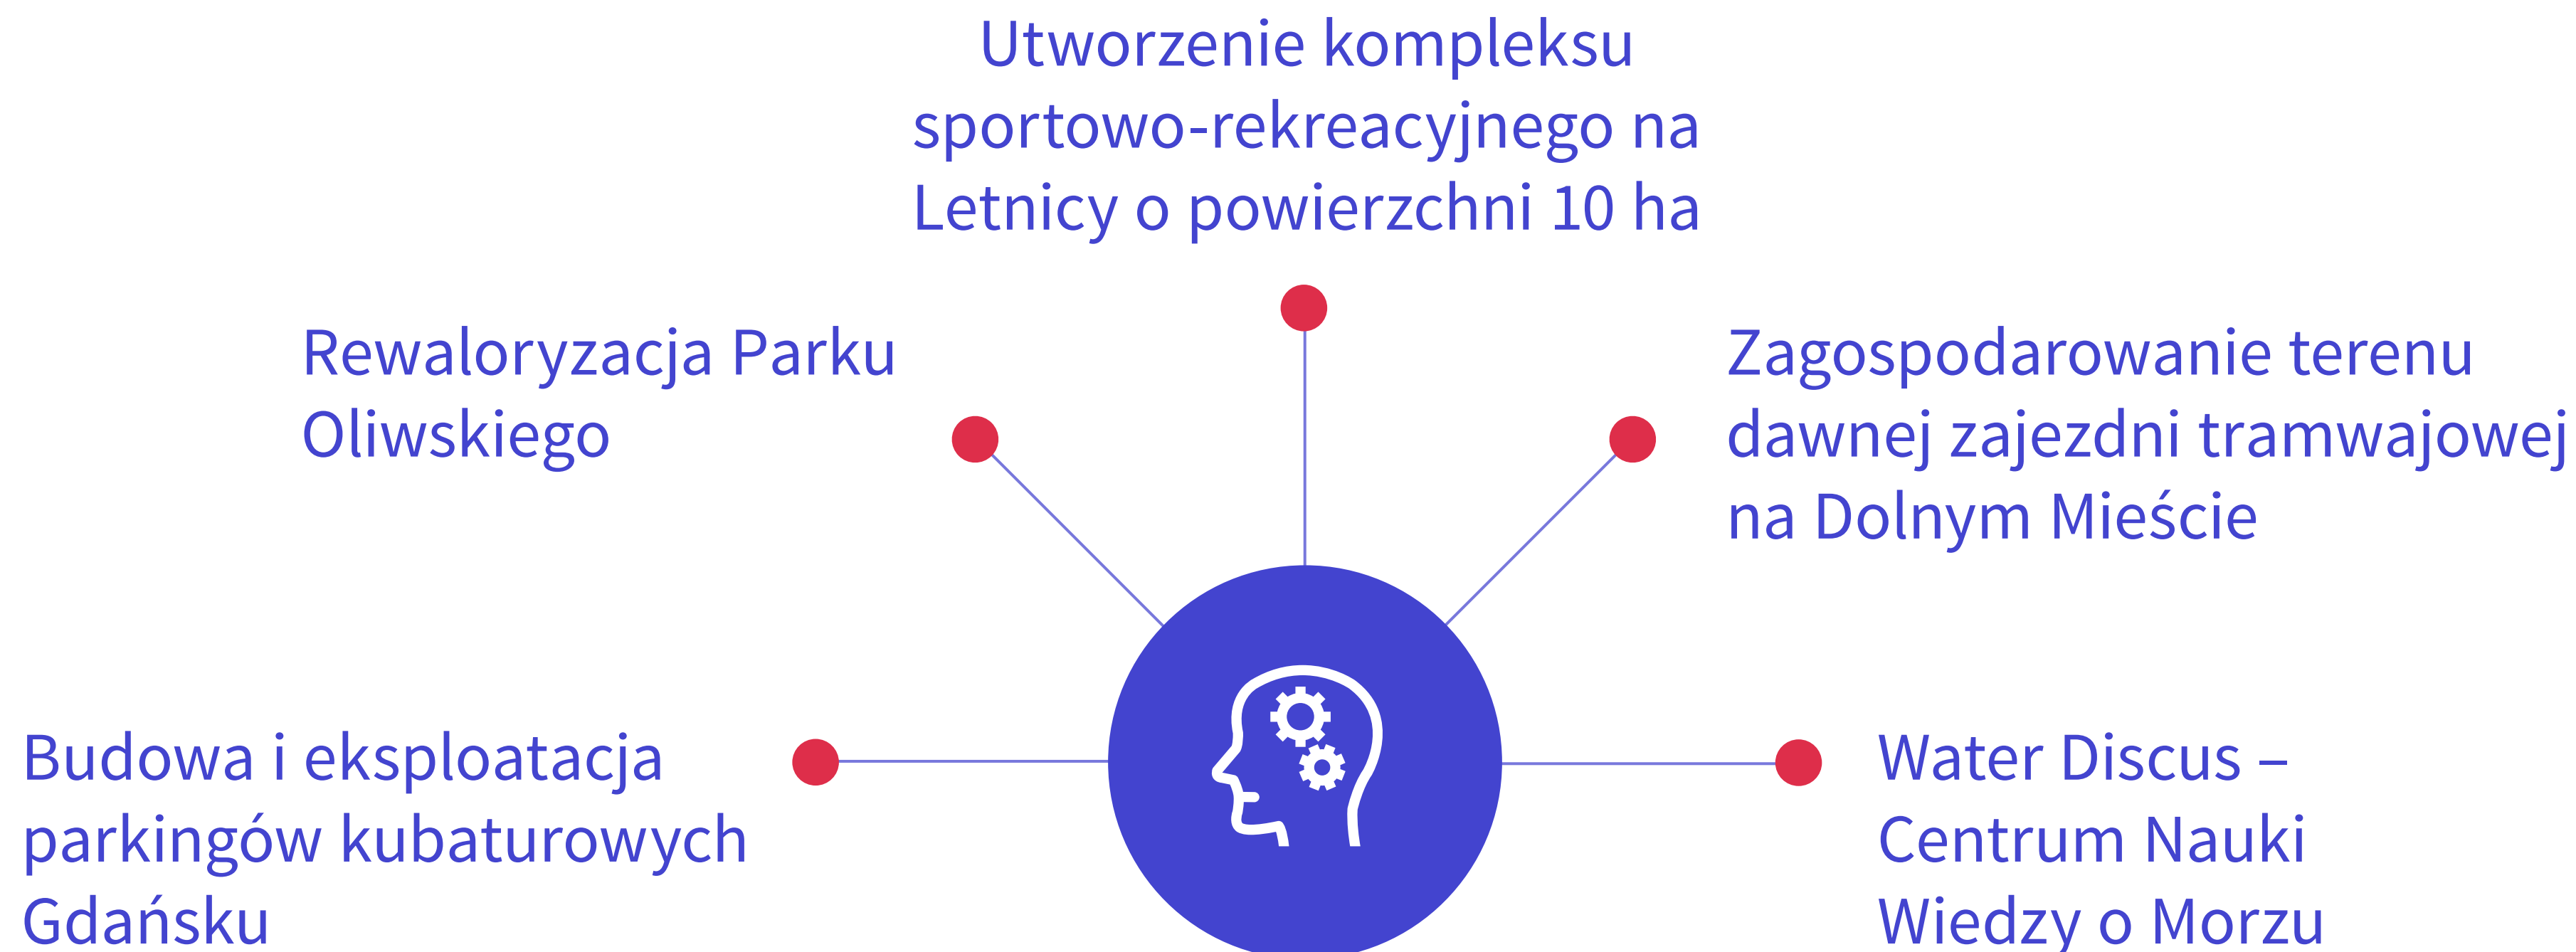 Utworzenie kompleksu
sportowo-rekreacyjnego na
Letnicy o powierzchni 10 ha
Rewaloryzacja Parku
Oliwskiego
Zagospodarowanie terenu
dawnej zajezdni tramwajowej
na Dolnym Mieście
Budowa i eksploatacja
parkingów kubaturowych
Gdańsku
Water Discus –
Centrum Nauki
Wiedzy o Morzu